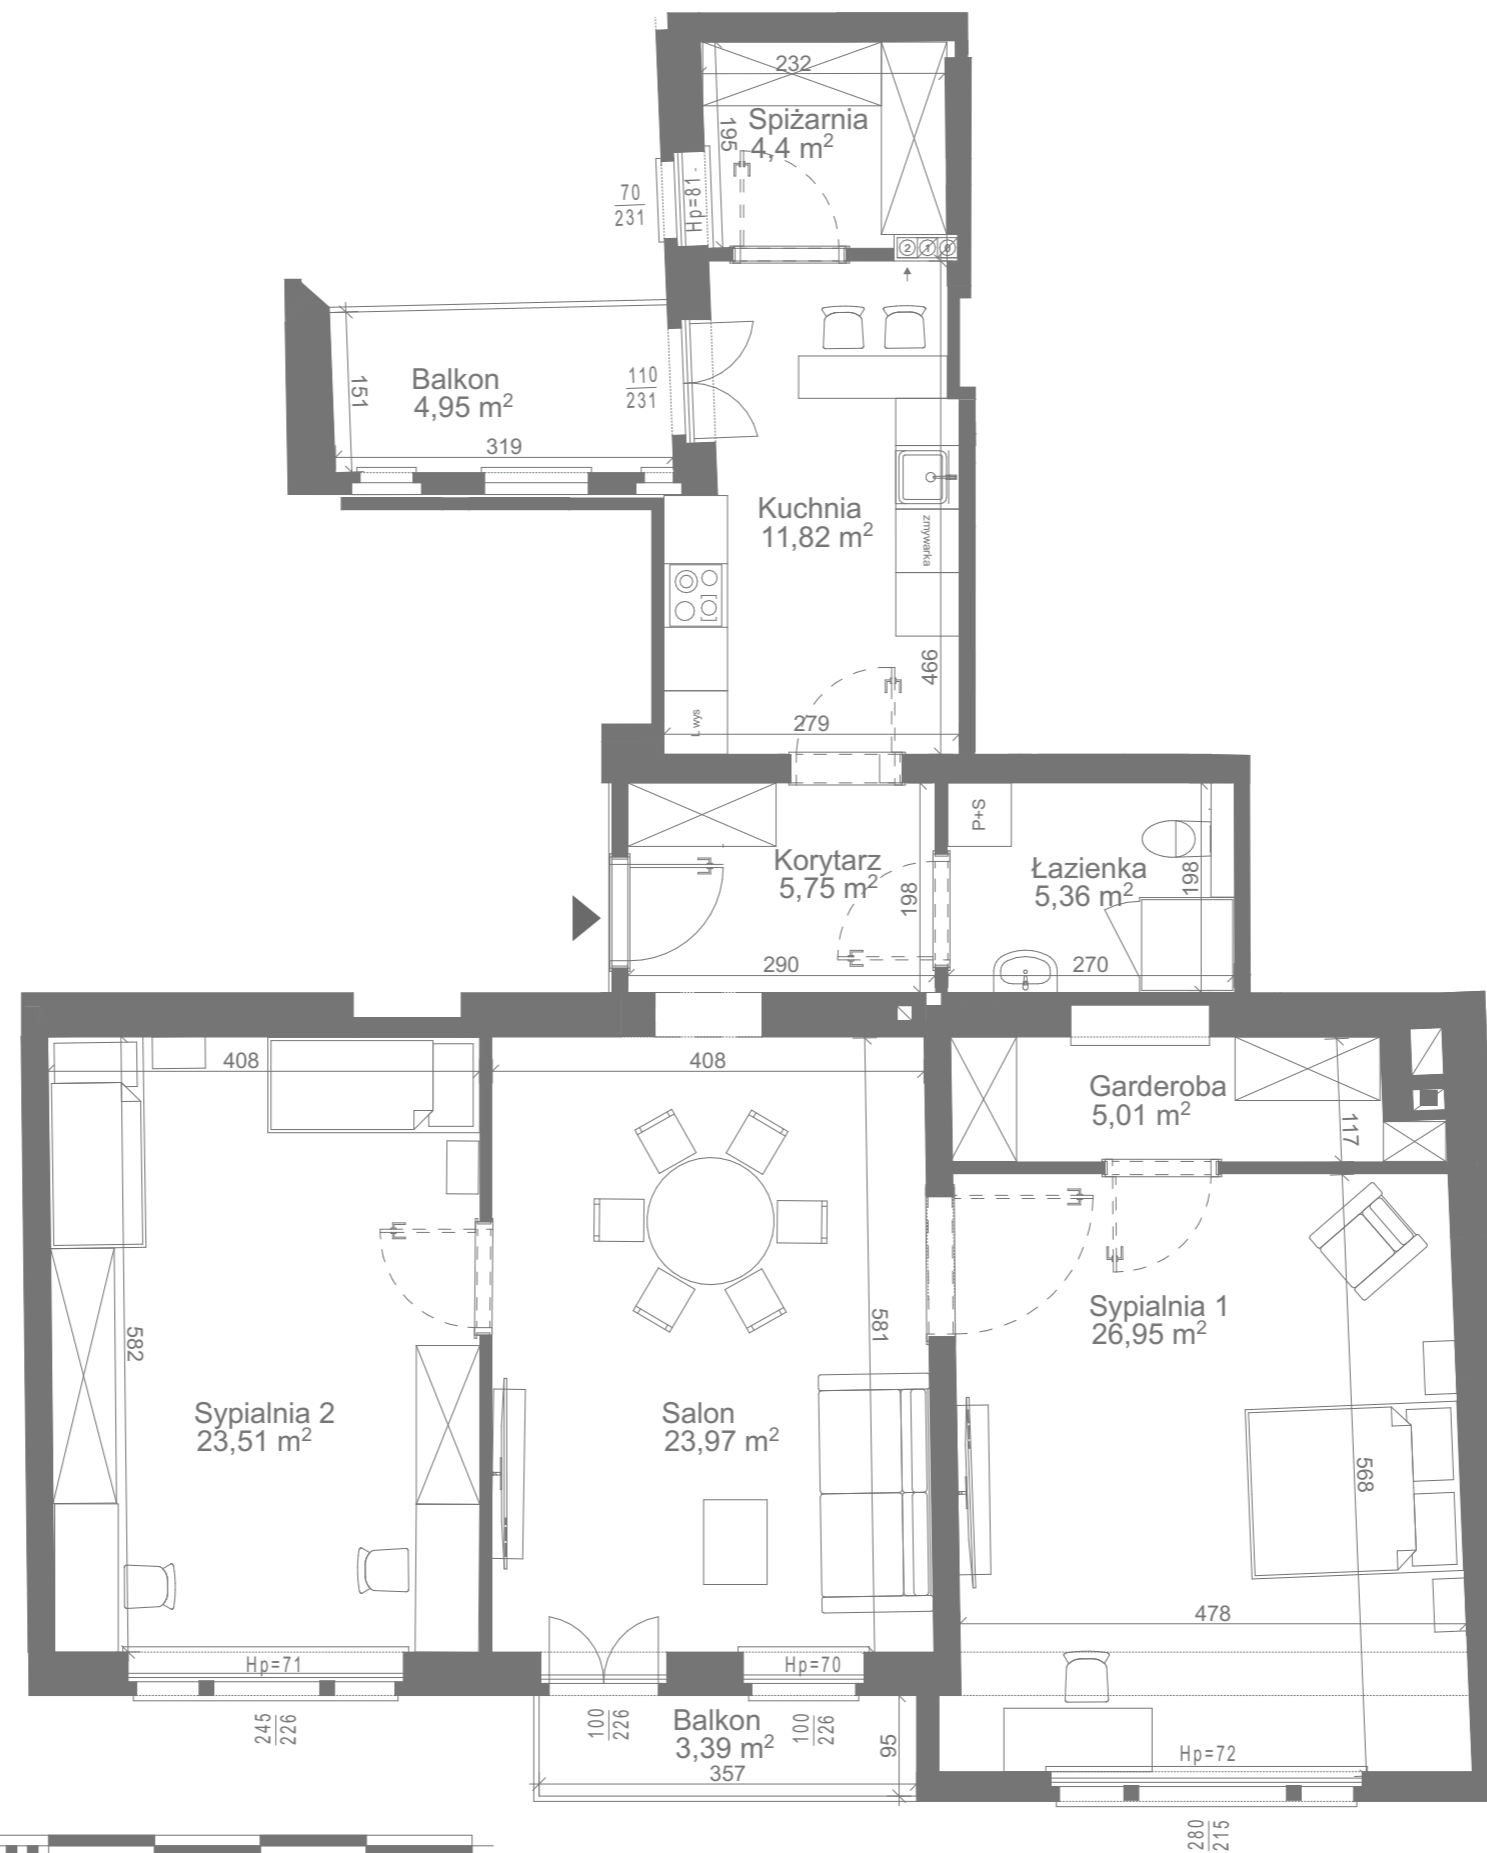 232
Spiżarnia
4,4 m²
195
70
231
Hp=81
2 1 0
151
Balkon
4,95 m²
319
110
231
Kuchnia
11,82 m²
zmywarka
466
L wys
279
P+S
Korytarz
5,75 m²
198
290
Łazienka
5,36 m²
198
270
408
408
Garderoba
5,01 m²
117
582
581
Sypialnia 1
26,95 m²
Sypialnia 2
23,51 m²
Salon
23,97 m²
568
478
Hp=71
Hp=70
245
226
100
226
Balkon
3,39 m²
100
226
95
357
Hp=72
280
215